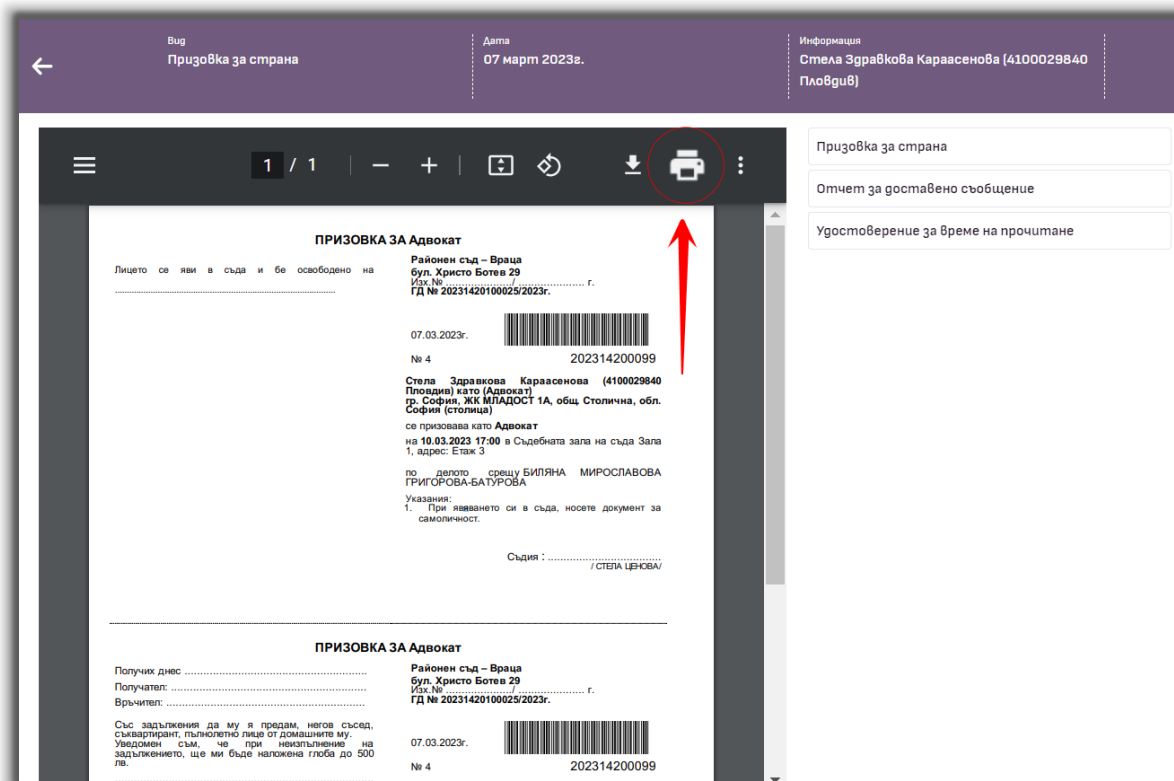 Вид
Призовка за страна
Дата
07 март 2023г.
Информация
Стела Здравкова Караасенова (4100029840
Пловдив)
1 / 1
Призовка за страна
Отчет за доставено съобщение
Удостоверение за време на прочитане
ПРИЗОВКА ЗА Адвокат
Лицето се яви в съда и бе освободено на
................................................................................
Районен съд – Враца
бул. Христо Ботев 29
Изх.№ ....................../ ...................... г.
ГД № 20231420100025/2023г.
07.03.2023г.
№ 4
202314200099
Стела Здравкова Караасенова (4100029840
Пловдив) като (Адвокат)
гр. София, ЖК МЛАДОСТ 1А, общ. Столична, обл.
София (столица)
се призовава като Адвокат
на 10.03.2023 17:00 в Съдебната зала на съда Зала
1, адрес: Етаж 3
по делото срещу БИЛЯНА МИРОСЛАВОВА
ГРИГОРОВА-БАТУРОВА
Указания:
1. При явяването си в съда, носете документ за
самоличност.
Съдия : .....................................
/ СТЕЛА ЦЕНОВА/
ПРИЗОВКА ЗА Адвокат
Получих днес .............................................................
Получател: .................................................................
Връчител: ..................................................................
Със задължения да му я предам, негов съсед,
съквартирант, пълнолетно лице от домашните му.
Уведомен съм, че при неизпълнение на
задължението, ще ми бъде наложена глоба до 500
лв.
Районен съд – Враца
бул. Христо Ботев 29
Изх.№ ....................../ ...................... г.
ГД № 20231420100025/2023г.
07.03.2023г.
№ 4
202314200099